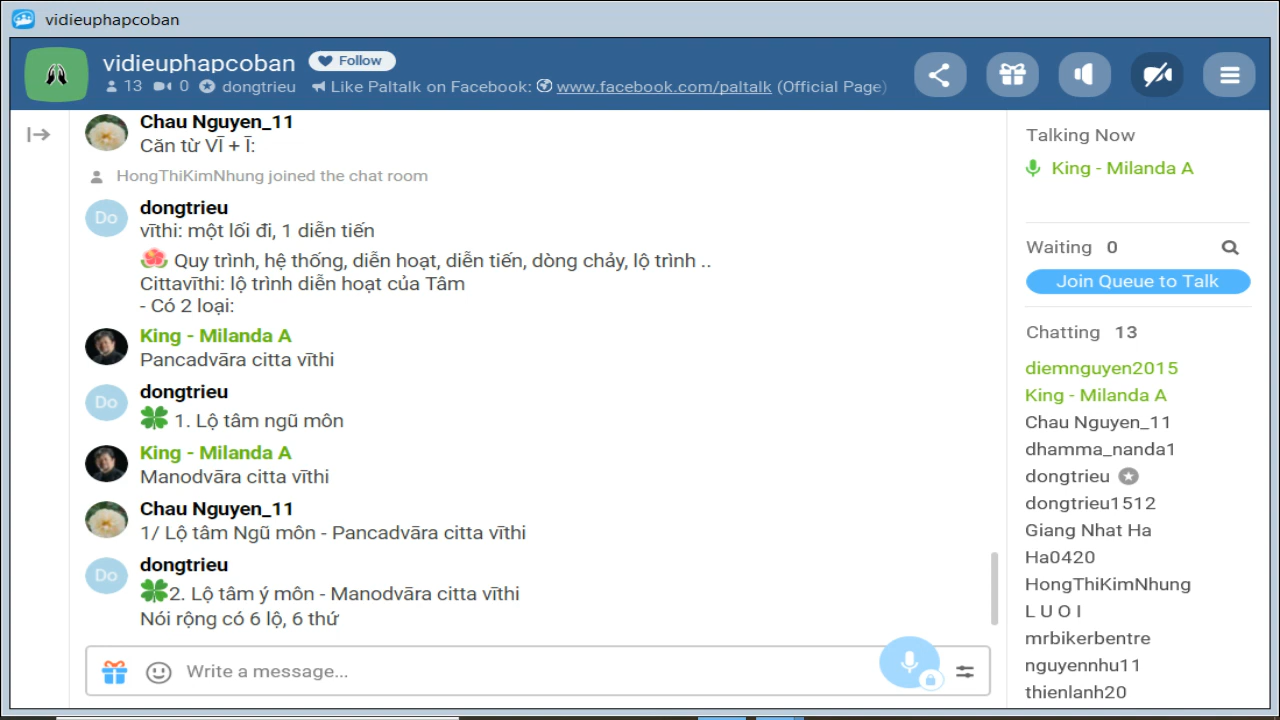 vidieuphapcoban
vidieuphapcoban
Follow
13 0 dongtrieu Like Paltalk on Facebook: www.facebook.com/paltalk (Official Page)
Chau Nguyen_11
Căn từ VĪ + Ī:
HongThiKimNhung joined the chat room
Do
dongtrieu
vīthi: một lối đi, 1 diễn tiến
Quy trình, hệ thống, diễn hoạt, diễn tiến, dòng chảy, lộ trình ..
Cittavīthi: lộ trình diễn hoạt của Tâm
- Có 2 loại:
King - Milanda A
Pancadvāra citta vīthi
Do
dongtrieu
1. Lộ tâm ngũ môn
King - Milanda A
Manodvāra citta vīthi
Chau Nguyen_11
1/ Lộ tâm Ngũ môn - Pancadvāra citta vīthi
Do
dongtrieu
2. Lộ tâm ý môn - Manodvāra citta vīthi
Nói rộng có 6 lộ, 6 thứ
Write a message...
Talking Now
King - Milanda A
Waiting 0
Join Queue to Talk
Chatting 13
diemnguyen2015
King - Milanda A
Chau Nguyen_11
dhamma_nanda1
dongtrieu
dongtrieu1512
Giang Nhat Ha
Ha0420
HongThiKimNhung
L U O I
mrbikerbentre
nguyennhu11
thienlanh20